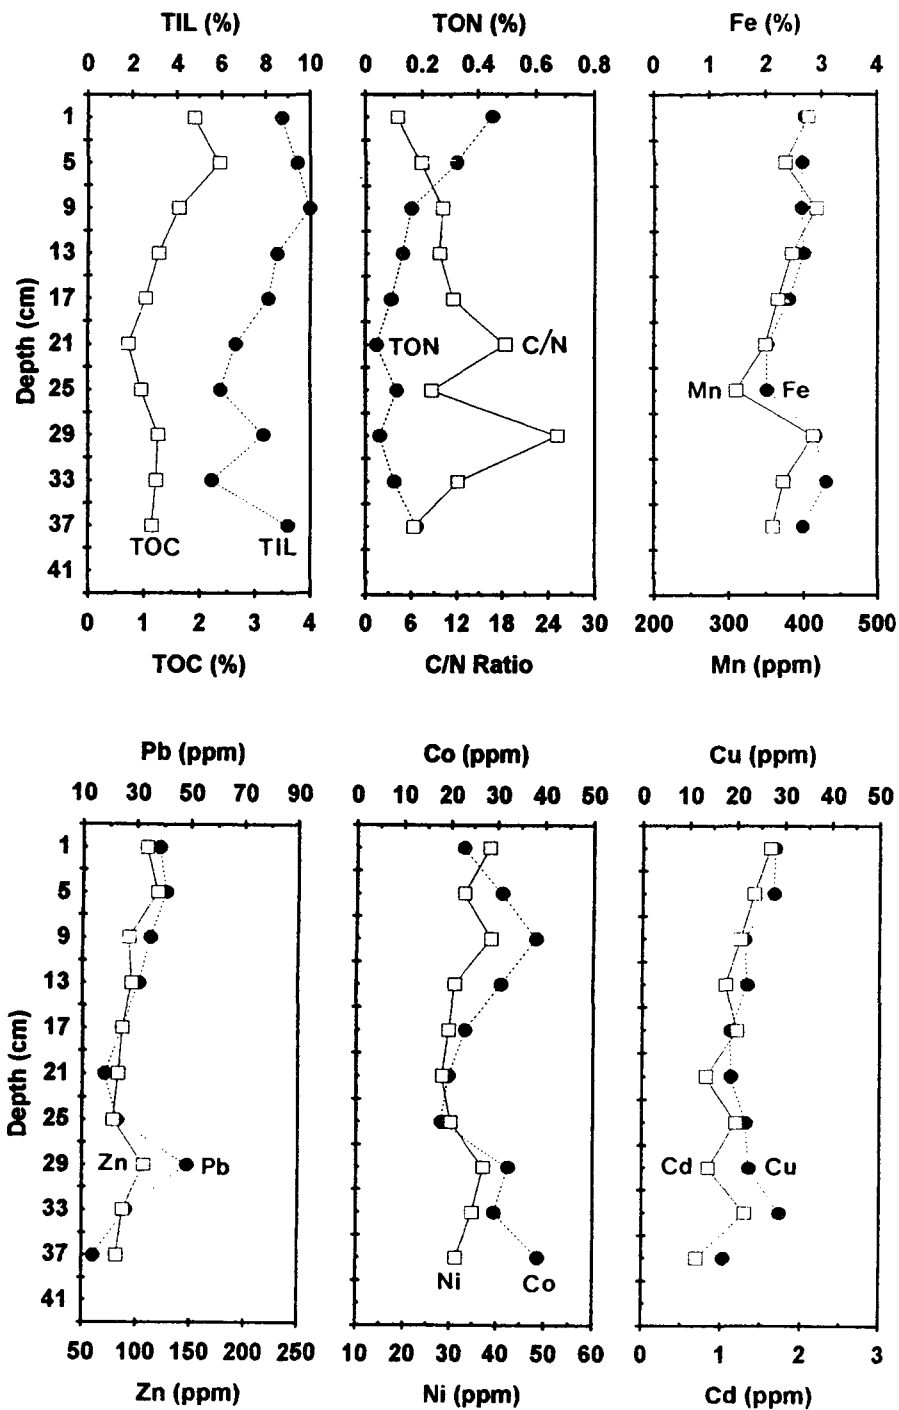 TIL (%) TON (%) Fe (%)
0 2 4 6 8 10 0 0.2 0.4 0.6 0.8 0 1 2 3 4
1
5
9
13
17
21 TON C/N
25 Mn Fe
29
33
37
TOC TIL
41
Depth (cm)
0 1 2 3 4 0 6 12 18 24 30 200 300 400 500
TOC (%) C/N Ratio Mn (ppm)
Pb (ppm) Co (ppm) Cu (ppm)
10 30 50 70 90 0 10 20 30 40 50 0 10 20 30 40 50
1
5
9
13
17
21
26
29 Zn Pb Cd Cu
33
37
Ni Co
41
Depth (cm)
50 100 150 200 250 10 20 30 40 50 60 0 1 2 3
Zn (ppm) Ni (ppm) Cd (ppm)